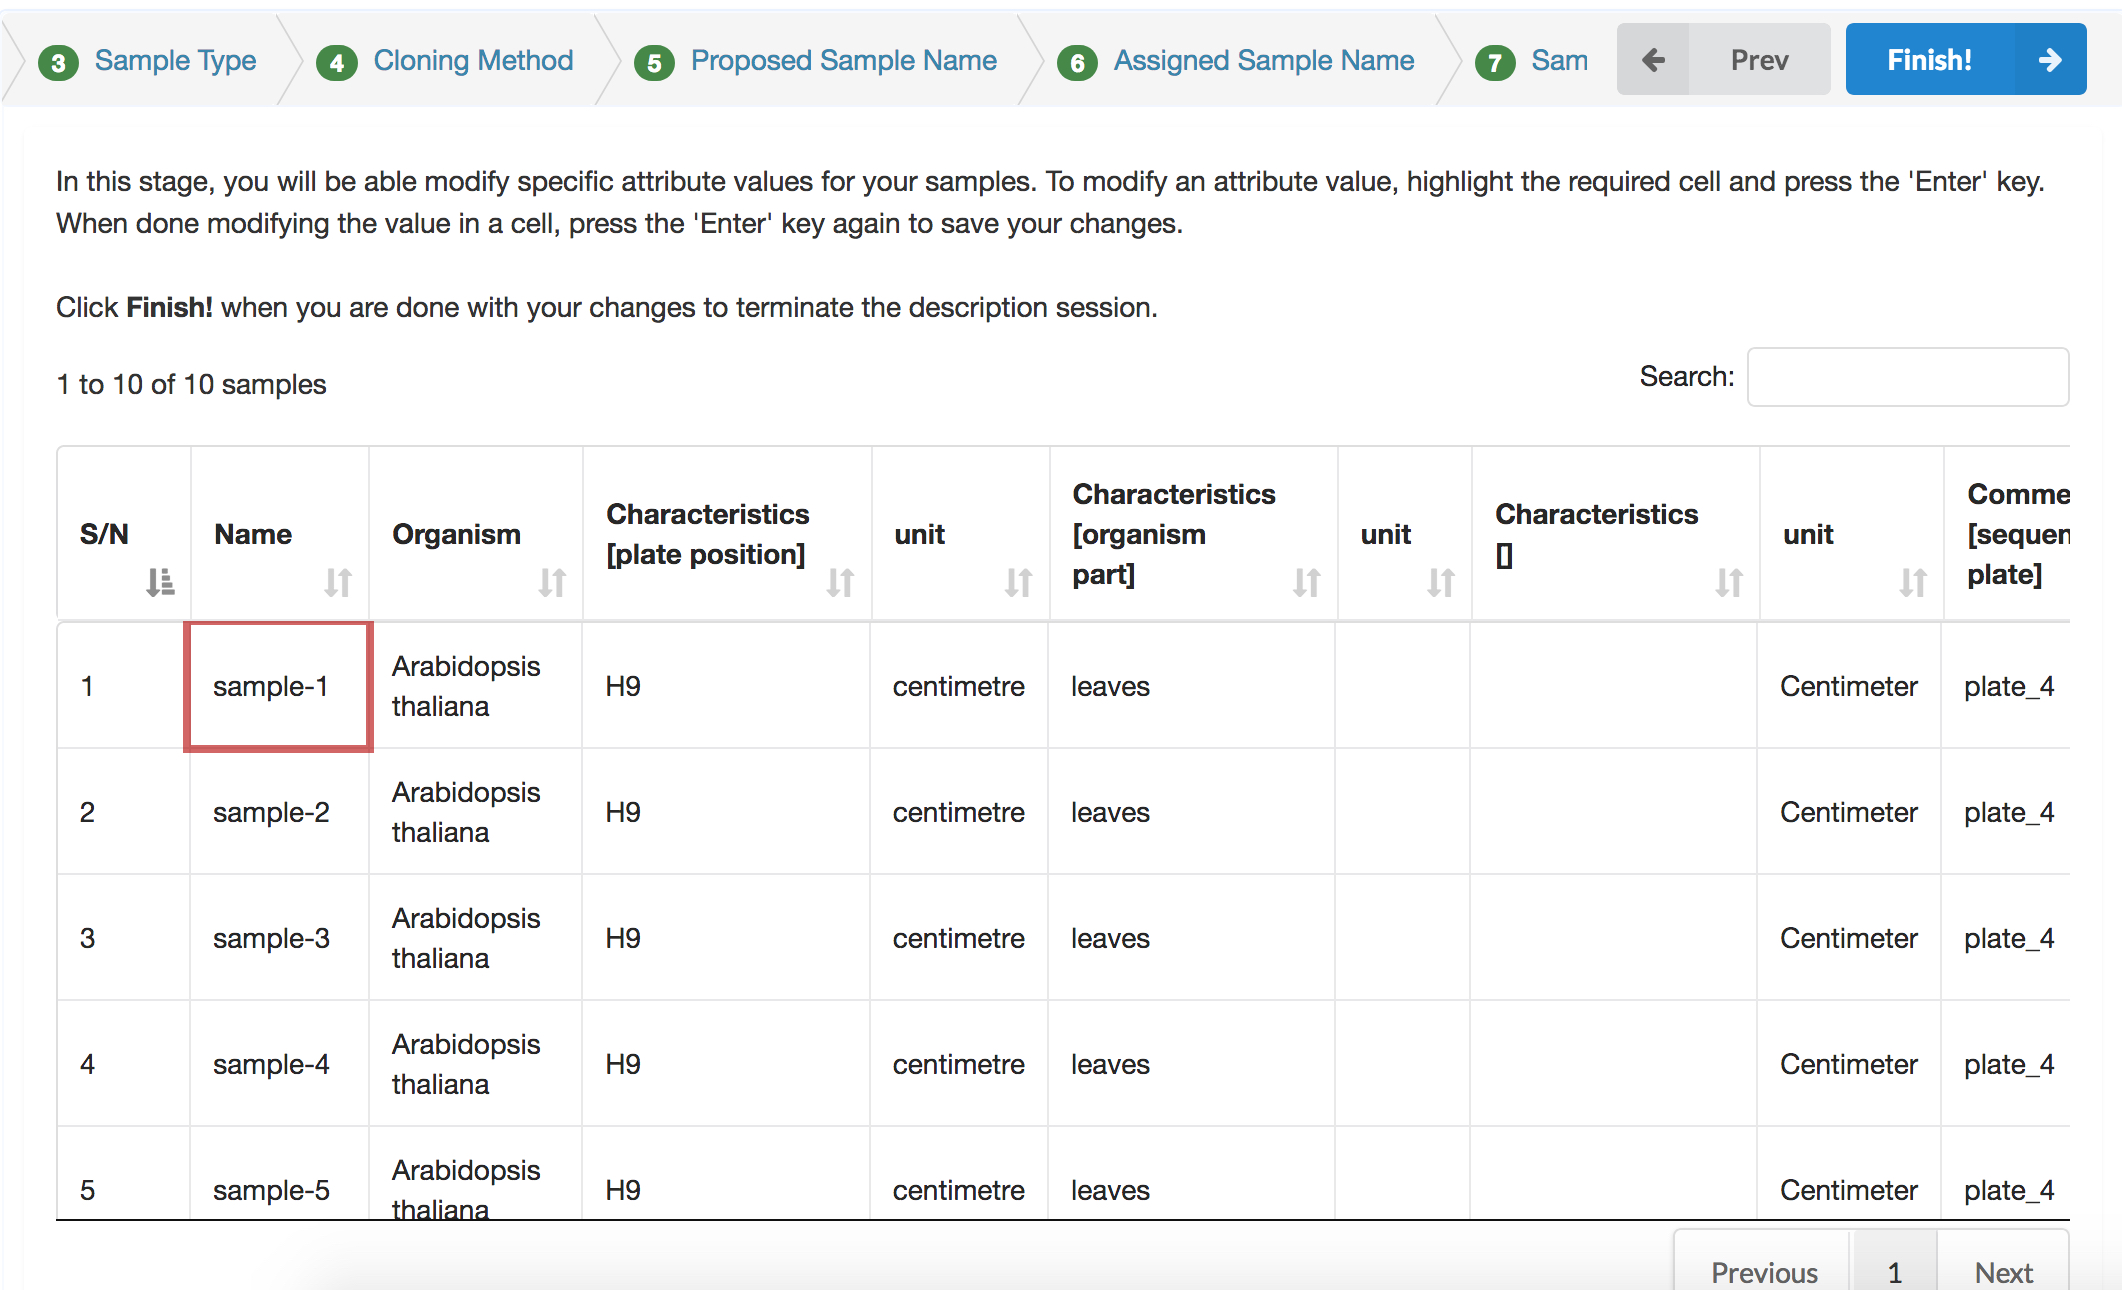 3 Sample Type 4 Cloning Method 5 Proposed Sample Name 6 Assigned Sample Name 7 Sam Prev Finish!
In this stage, you will be able modify specific attribute values for your samples. To modify an attribute value, highlight the required cell and press the 'Enter' key.
When done modifying the value in a cell, press the 'Enter' key again to save your changes.
Click Finish! when you are done with your changes to terminate the description session.
1 to 10 of 10 samples Search:
S/N Name Organism Characteristics [plate position] unit Characteristics [organism part] unit Characteristics [] unit Comme [sequen plate]
1 sample-1 Arabidopsis thaliana H9 centimetre leaves Centimeter plate_4
2 sample-2 Arabidopsis thaliana H9 centimetre leaves Centimeter plate_4
3 sample-3 Arabidopsis thaliana H9 centimetre leaves Centimeter plate_4
4 sample-4 Arabidopsis thaliana H9 centimetre leaves Centimeter plate_4
5 sample-5 Arabidopsis thaliana H9 centimetre leaves Centimeter plate_4
Previous 1 Next